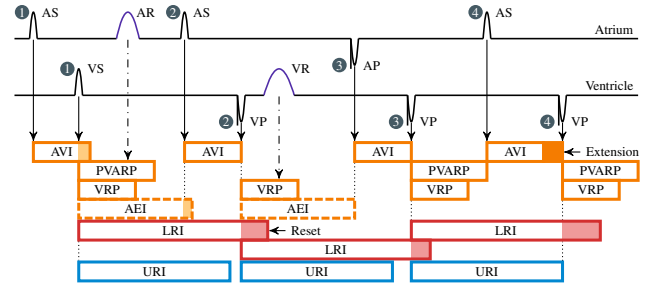 1 AS AR 2 AS 4 AS
Atrium
3 AP
1 VS VR
Ventricle
2 VP 3 VP 4 VP
AVI AVI AVI AVI Extension
PVARP PVARP PVARP
VRP VRP VRP VRP
AEI AEI
LRI Reset LRI
LRI
URI URI URI